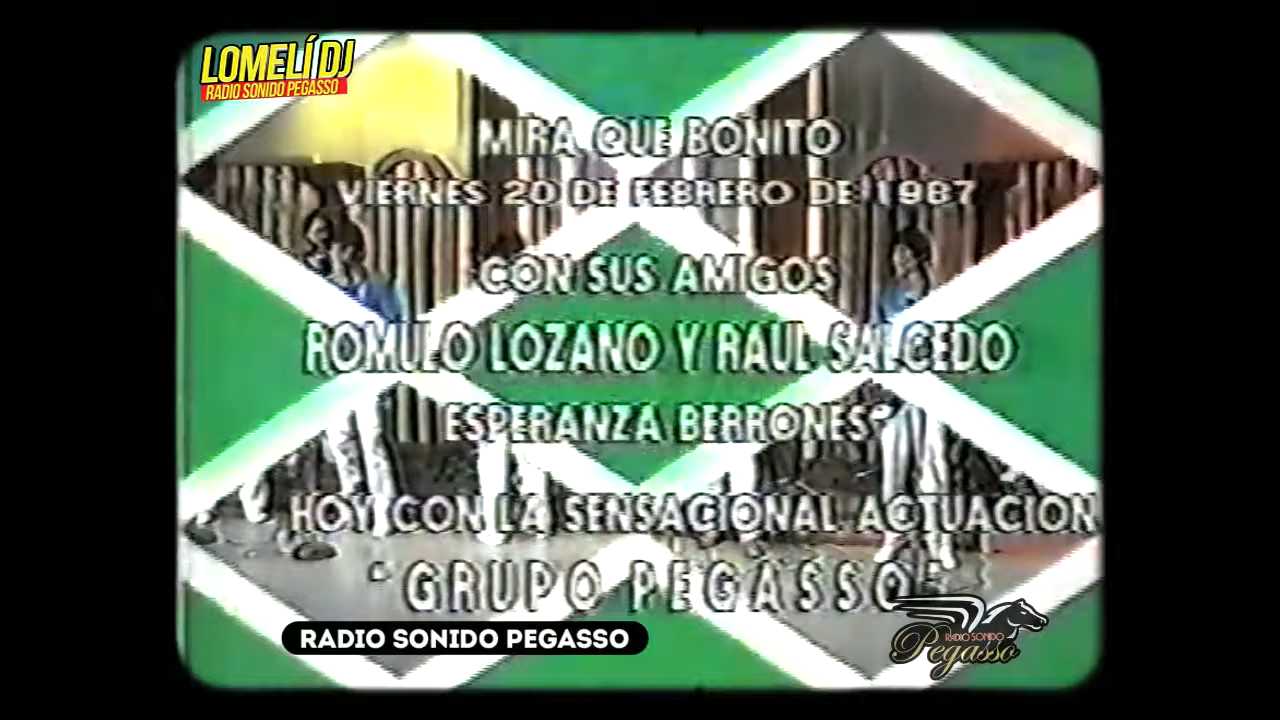 LOMELÍ DJ
RADIO SONIDO PEGASSO
MIRA QUE BONITO
VIERNES 20 DE FEBRERO DE 1987
CON SUS AMIGOS
ROMULO LOZANO Y RAUL SALCEDO
ESPERANZA BERRONES
HOY CON LA SENSACIONAL ACTUACION
"GRUPO PEGASSO"
RADIO SONIDO PEGASSO
RADIO SONIDO
Pegasso